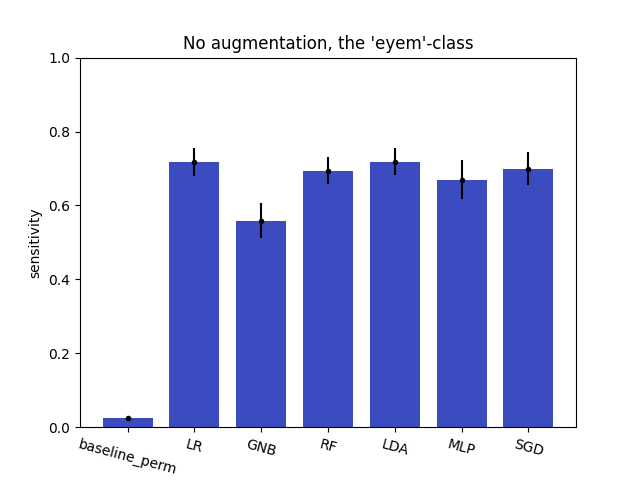 No augmentation, the 'eyem'-class
1.0
0.8
0.6
0.4
0.2
0.0
sensitivity
baseline_perm
LR
GNB
RF
LDA
MLP
SGD